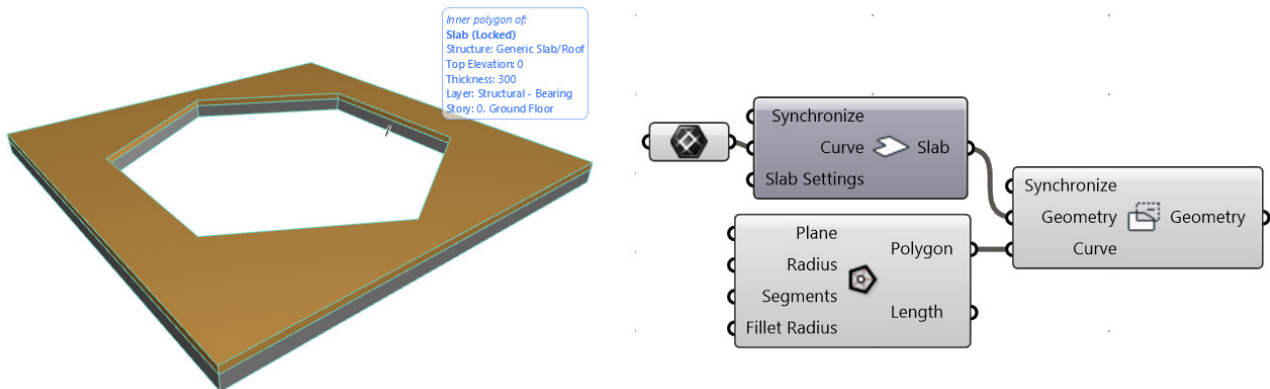 Inner polygon of:
Slab (Locked)
Structure: Generic Slab/Roof
Top Elevation: 0
Thickness: 300
Layer: Structural - Bearing
Story: 0. Ground Floor
Synchronize
Curve
Slab
Slab Settings
Plane
Radius
Segments
Fillet Radius
Polygon
Length
Synchronize
Geometry
Geometry
Curve